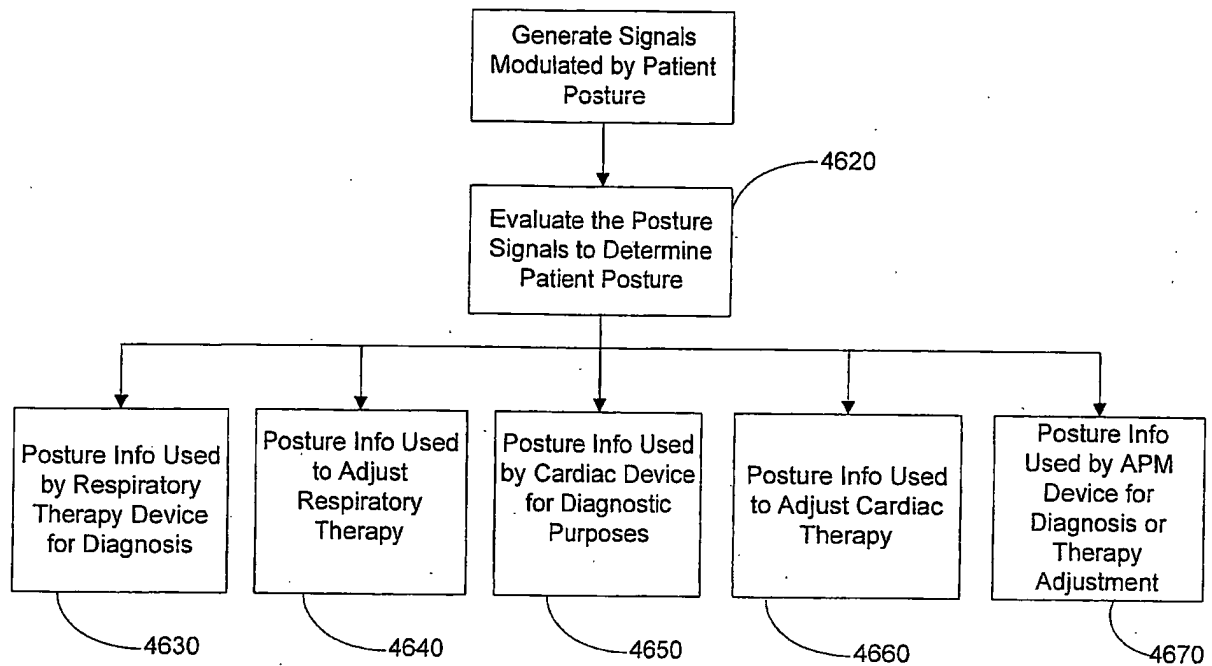 Generate Signals
Modulated by Patient
Posture
4620
Evaluate the Posture
Signals to Determine
Patient Posture
Posture Info Used
by Respiratory
Therapy Device
for Diagnosis
Posture Info Used
to Adjust
Respiratory
Therapy
Posture Info Used
by Cardiac Device
for Diagnostic
Purposes
Posture Info Used
to Adjust Cardiac
Therapy
Posture Info
Used by APM
Device for
Diagnosis or
Therapy
Adjustment
4630
4640
4650
4660
4670